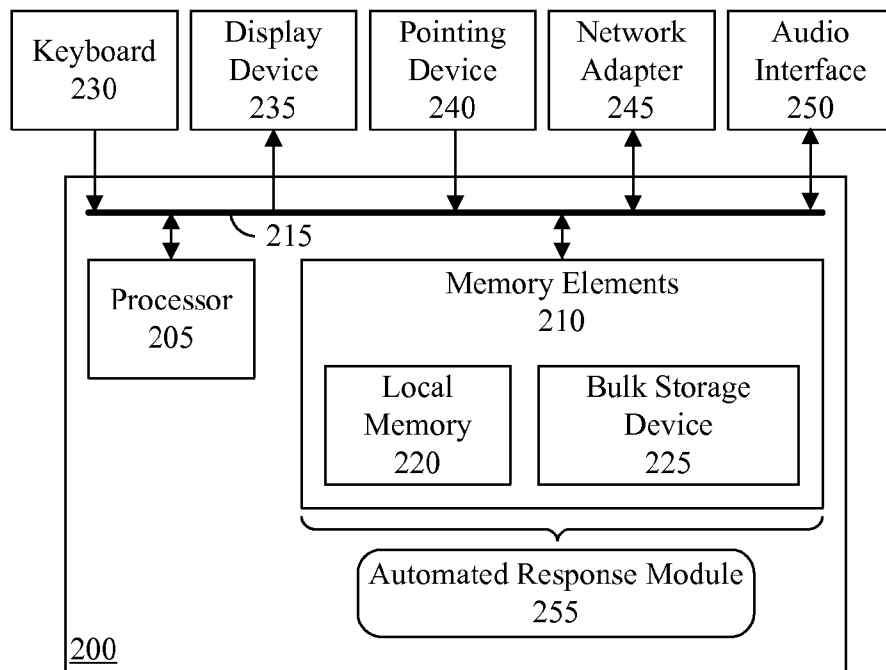 Keyboard
230
Display
Device
235
Pointing
Device
240
Network
Adapter
245
Audio
Interface
250
215
Processor
205
Memory Elements
210
Local
Memory
220
Bulk Storage
Device
225
Automated Response Module
255
200